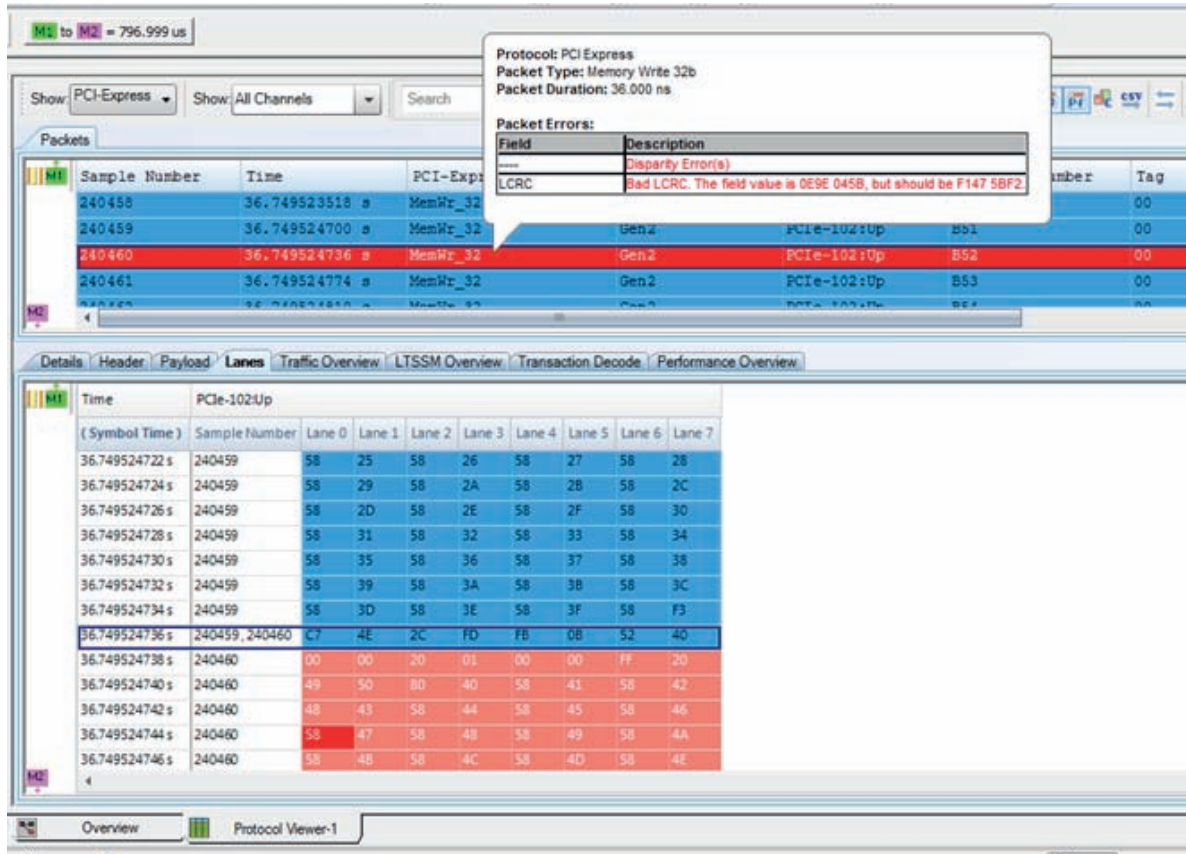 M1 to M2 = 796.999 us
Protocol: PCI Express
Packet Type: Memory Write 32b
Packet Duration: 36.000 ns
Packet Errors:
Field Description
---- Disparity Error(s)
LCRC Bad LCRC. The field value is 0E9E 045B, but should be F147 5BF2.
Show: PCI-Express Show: All Channels Search CSV
Packets
M1 Sample Number Time PCI-Expr mber Tag
240458 36.749523518 s MemWr_32 00
240459 36.749524700 s MemWr_32 Gen2 PCIe-102:Up B51 00
240460 36.749524736 s MemWr_32 Gen2 PCIe-102:Up B52 00
240461 36.749524774 s MemWr_32 Gen2 PCIe-102:Up B53 00
M2
Details Header Payload Lanes Traffic Overview LTSSM Overview Transaction Decode Performance Overview
M1 Time PCIe-102:Up
( Symbol Time ) Sample Number Lane 0 Lane 1 Lane 2 Lane 3 Lane 4 Lane 5 Lane 6 Lane 7
36.749524722 s 240459 58 25 58 26 58 27 58 28
36.749524724 s 240459 58 29 58 2A 58 2B 58 2C
36.749524726 s 240459 58 2D 58 2E 58 2F 58 30
36.749524728 s 240459 58 31 58 32 58 33 58 34
36.749524730 s 240459 58 35 58 36 58 37 58 38
36.749524732 s 240459 58 39 58 3A 58 3B 58 3C
36.749524734 s 240459 58 3D 58 3E 58 3F 58 F3
36.749524736 s 240459, 240460 C7 4E 2C FD FB 0B 52 40
36.749524738 s 240460 00 00 20 01 00 00 FF 20
36.749524740 s 240460 49 50 80 40 58 41 58 42
36.749524742 s 240460 48 43 58 44 58 45 58 46
36.749524744 s 240460 58 47 58 48 58 49 58 4A
36.749524746 s 240460 58 4B 58 4C 58 4D 58 4E
M2
Overview Protocol Viewer-1